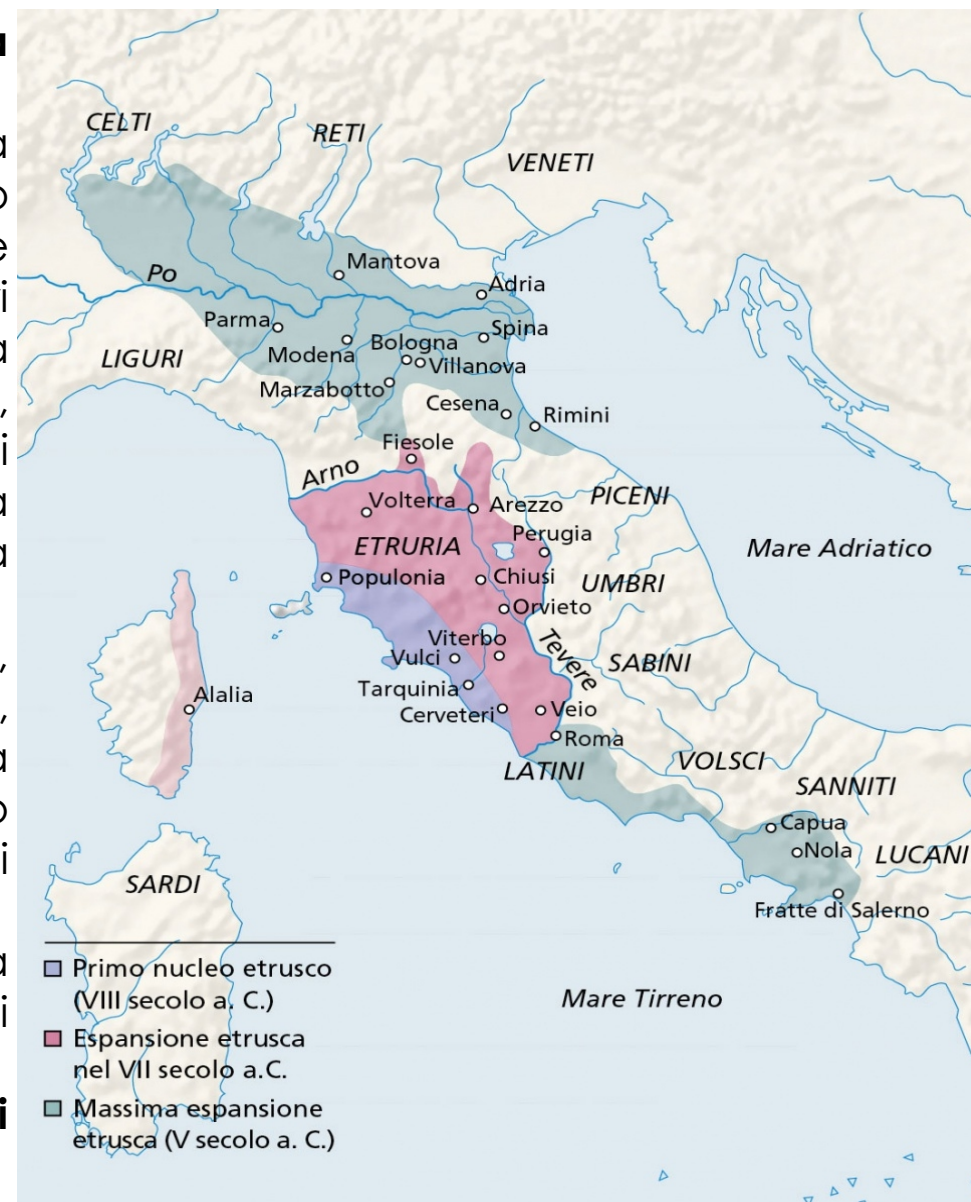 CELTI
RETI
VENETI
Mantova
Adria
Po
Parma
Spina
Modena
Bologna
Villanova
LIGURI
Marzabotto
Cesena
Rimini
Fiesole
Arno
Volterra
Arezzo
PICENI
Perugia
ETRURIA
Mare Adriatico
Populonia
Chiusi
UMBRI
Orvieto
Viterbo
Tevere
Vulci
SABINI
Tarquinia
Alalia
Cerveteri
Veio
Roma
LATINI
VOLSCI
SANNITI
Capua
Nola
LUCANI
SARDI
Fratte di Salerno
Primo nucleo etrusco
(VIII secolo a. C.)
Mare Tirreno
Espansione etrusca
nel VII secolo a.C.
Massima espansione
etrusca (V secolo a. C.)